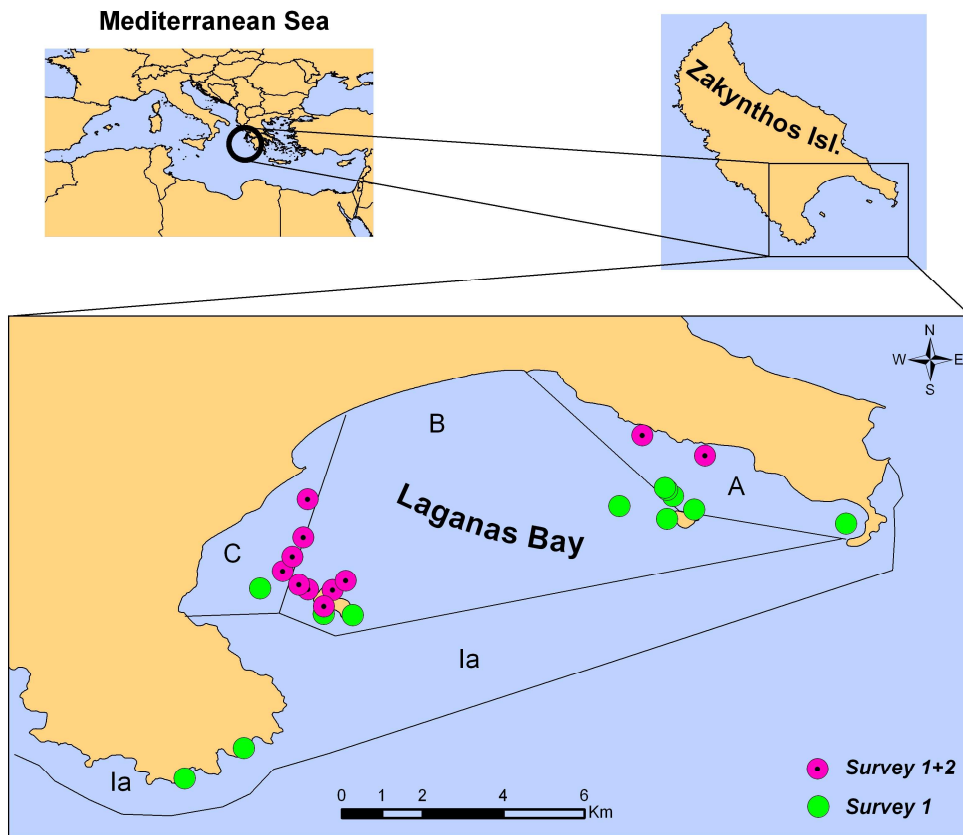 Mediterranean Sea
Zakynthos Isl.
N
W E
S
B
A
Laganas Bay
C
Ia
Ia
Survey 1+2
Survey 1
0 1 2 4 6
Km